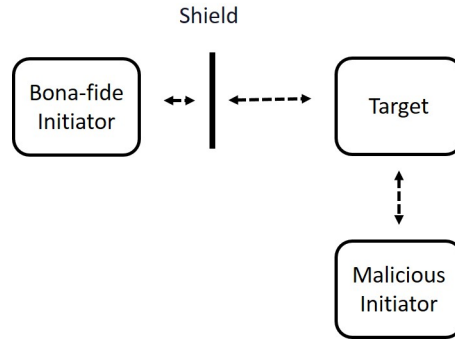 Shield
Bona-fide
Initiator
Target
Malicious
Initiator